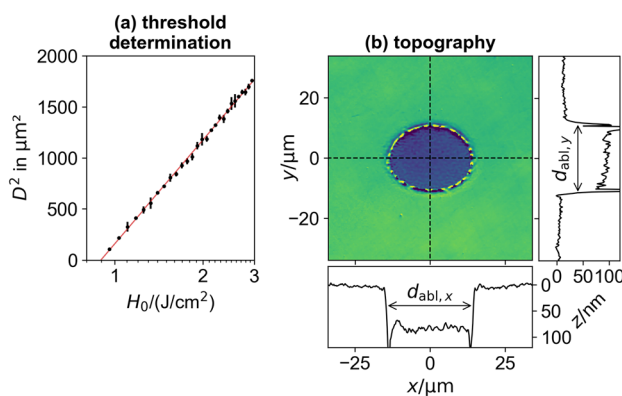 (a) threshold
determination
(b) topography
2000
1500
1000
500
0
D² in µm²
1
2
3
H₀/(J/cm²)
20
0
−20
y/µm
d_abl, y
0
50
100
z/nm
d_abl, x
0
50
100
−25
0
25
x/µm